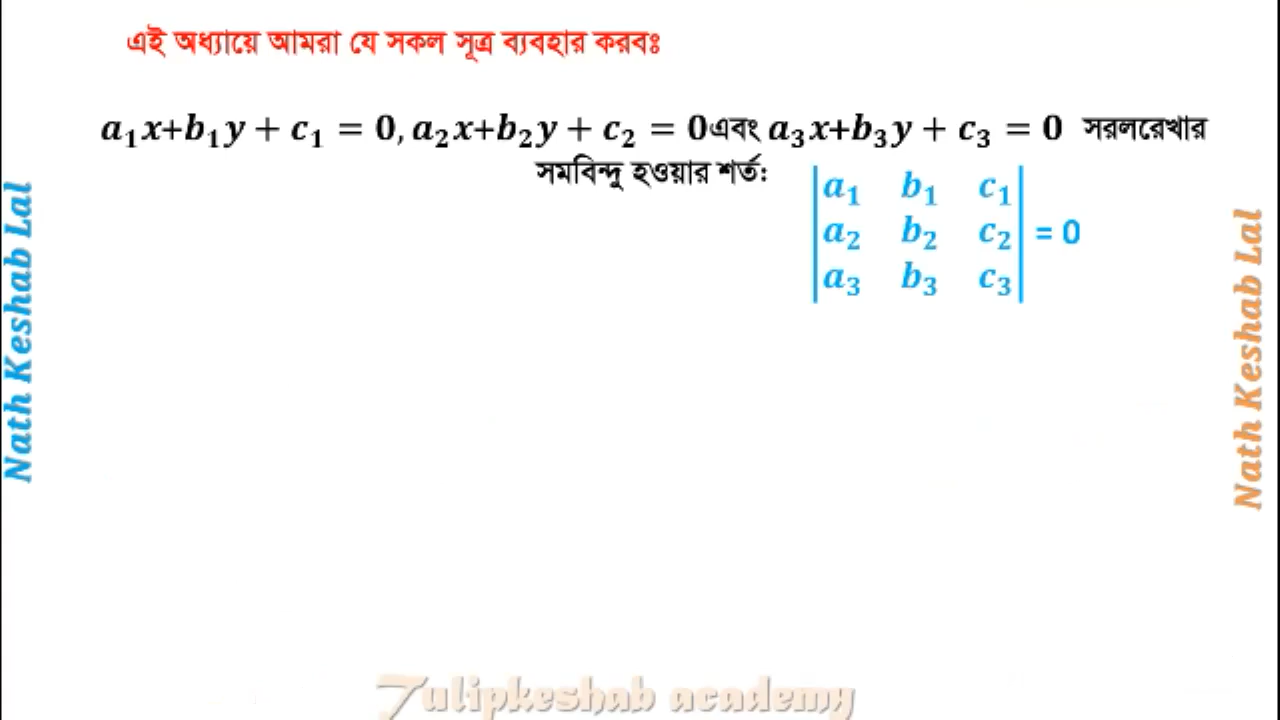 এই অধ্যায়ে আমরা যে সকল সূত্র ব্যবহার করবঃ
a₁x+b₁y + c₁ = 0, a₂x+b₂y + c₂ = 0এবং a₃x+b₃y + c₃ = 0 সরলরেখার
সমবিন্দু হওয়ার শর্ত:
|a₁ b₁ c₁|
|a₂ b₂ c₂| = 0
|a₃ b₃ c₃|
Nath Keshab Lal
Nath Keshab Lal
Tulipkeshab academy